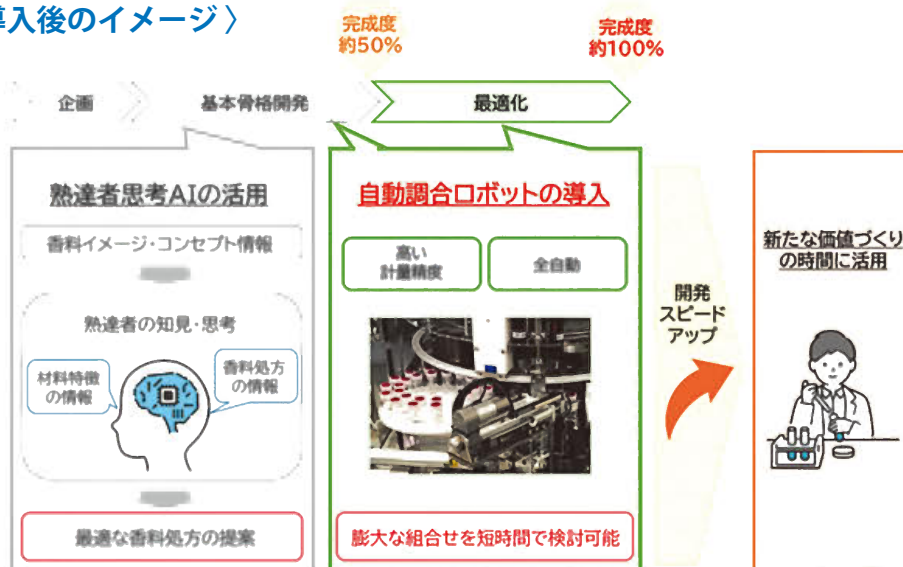 導入後のイメージ 〉
完成度
約50%
完成度
約100%
企画
基本骨格開発
最適化
熟達者思考AIの活用
香料イメージ・コンセプト情報
熟達者の知見・思考
材料特徴
の情報
香料処方
の情報
最適な香料処方の提案
自動調合ロボットの導入
高い
計量精度
全自動
膨大な組合せを短時間で検討可能
開発
スピード
アップ
新たな価値づくり
の時間に活用